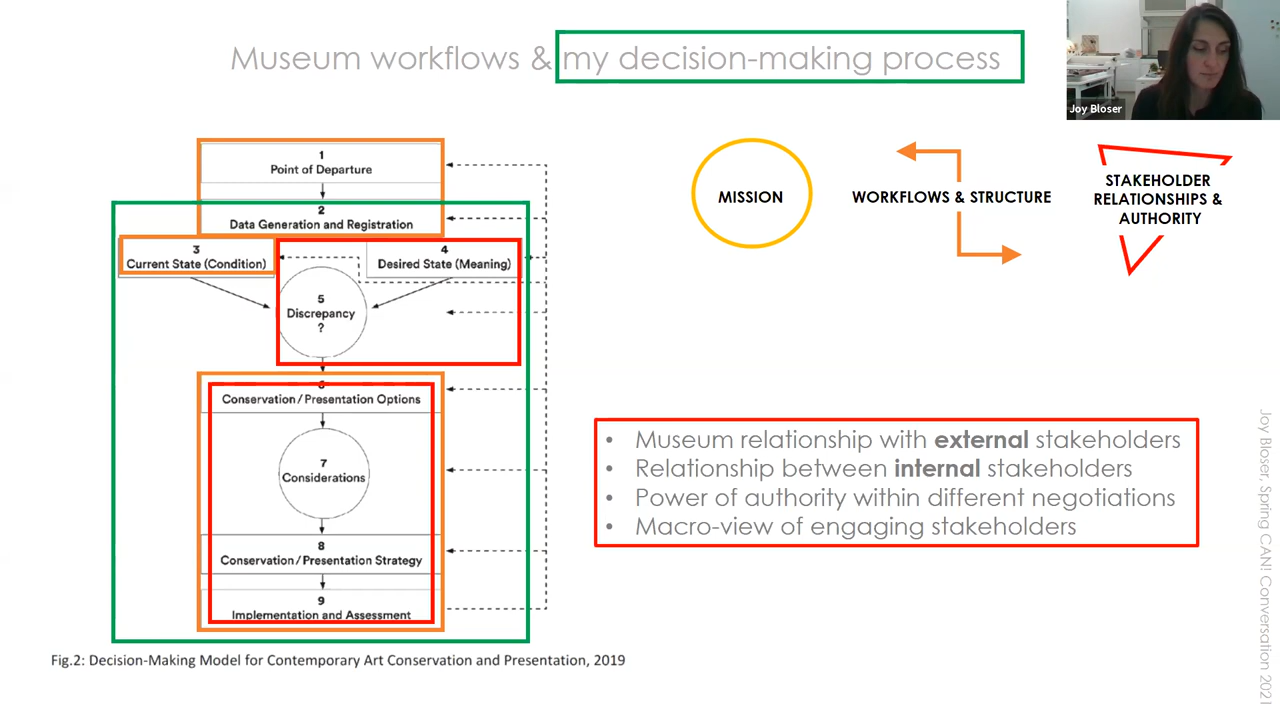 Museum workflows & my decision-making process
Joy Bloser
1
Point of Departure
2
Data Generation and Registration
3
Current State (Condition)
4
Desired State (Meaning)
5
Discrepancy
?
Conservation/Presentation Options
7
Considerations
8
Conservation/Presentation Strategy
9
Implementation and Assessment
Fig.2: Decision-Making Model for Contemporary Art Conservation and Presentation, 2019
MISSION
WORKFLOWS & STRUCTURE
STAKEHOLDER
RELATIONSHIPS &
AUTHORITY
• Museum relationship with external stakeholders
• Relationship between internal stakeholders
• Power of authority within different negotiations
• Macro-view of engaging stakeholders
Joy Bloser, Spring CAN! Conversation